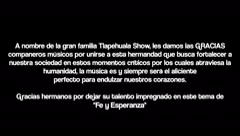 A nombre de la gran familia Tlapehuala Show, les damos las GRACIAS
companeros músicos por unirse a esta hermandad que busca fortalecer a
nuestra sociedad en estos momentos críticos por los cuales atraviesa la
humanidad, la música es y siempre será el aliciente
perfecto para endulzar nuestros corazones.
Gracias hermanos por dejar su talento impregnado en este tema de
"Fe y Esperanza"